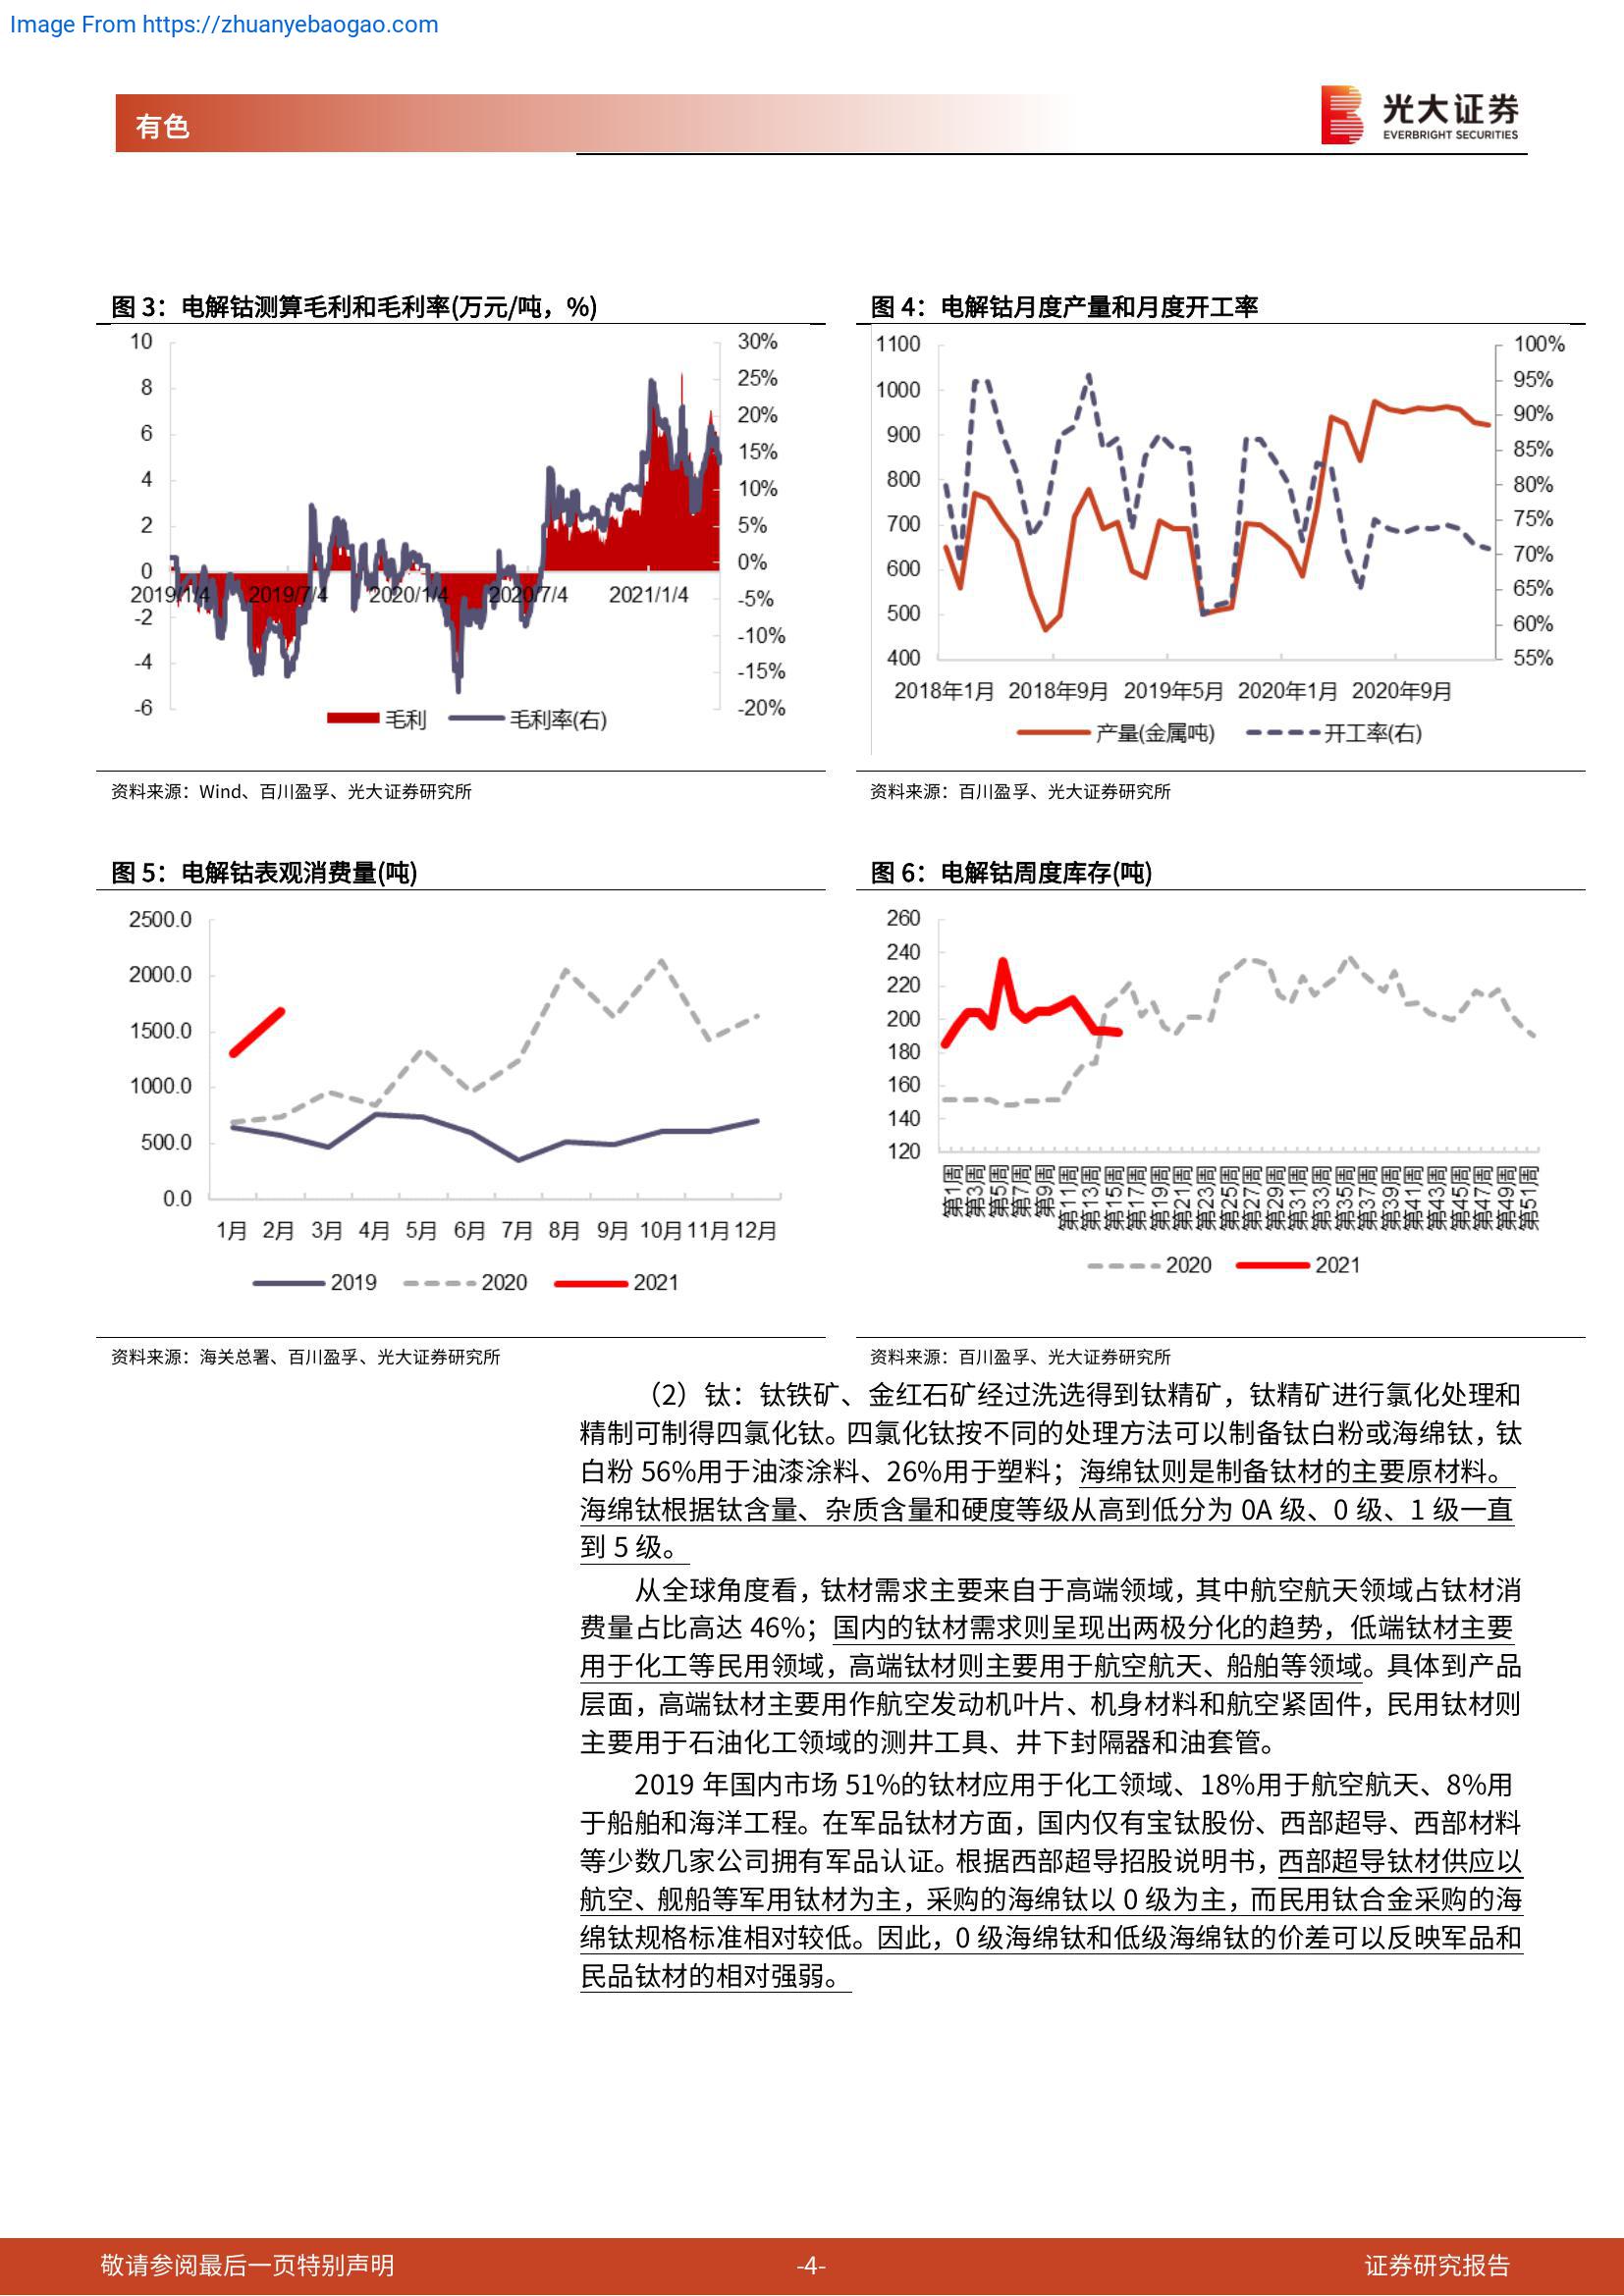 Image From https://zhuanyebaogao.com
有色
光大证券
EVERBRIGHT SECURITIES
图 3：电解钴测算毛利和毛利率(万元/吨，%)
10
8
6
4
2
0
-2
-4
-6
30%
25%
20%
15%
10%
5%
0%
-5%
-10%
-15%
-20%
2019/1/4 2019/7/4 2020/1/4 2020/7/4 2021/1/4
毛利 毛利率(右)
资料来源：Wind、百川盈孚、光大证券研究所
图 4：电解钴月度产量和月度开工率
1100
1000
900
800
700
600
500
400
100%
95%
90%
85%
80%
75%
70%
65%
60%
55%
2018年1月 2018年9月 2019年5月 2020年1月 2020年9月
产量(金属吨) 开工率(右)
资料来源：百川盈孚、光大证券研究所
图 5：电解钴表观消费量(吨)
2500.0
2000.0
1500.0
1000.0
500.0
0.0
1月 2月 3月 4月 5月 6月 7月 8月 9月 10月 11月 12月
2019 2020 2021
资料来源：海关总署、百川盈孚、光大证券研究所
图 6：电解钴周度库存(吨)
260
240
220
200
180
160
140
120
第1周 第3周 第5周 第7周 第9周 第11周 第13周 第15周 第17周 第19周 第21周 第23周 第25周 第27周 第29周 第31周 第33周 第35周 第37周 第39周 第41周 第43周 第45周 第47周 第49周 第51周
2020 2021
资料来源：百川盈孚、光大证券研究所
（2）钛：钛铁矿、金红石矿经过洗选得到钛精矿，钛精矿进行氯化处理和
精制可制得四氯化钛。四氯化钛按不同的处理方法可以制备钛白粉或海绵钛，钛
白粉 56%用于油漆涂料、26%用于塑料；海绵钛则是制备钛材的主要原材料。
海绵钛根据钛含量、杂质含量和硬度等级从高到低分为 0A 级、0 级、1 级一直
到 5 级。
从全球角度看，钛材需求主要来自于高端领域，其中航空航天领域占钛材消
费量占比高达 46%；国内的钛材需求则呈现出两极分化的趋势，低端钛材主要
用于化工等民用领域，高端钛材则主要用于航空航天、船舶等领域。具体到产品
层面，高端钛材主要用作航空发动机叶片、机身材料和航空紧固件，民用钛材则
主要用于石油化工领域的测井工具、井下封隔器和油套管。
2019 年国内市场 51%的钛材应用于化工领域、18%用于航空航天、8%用
于船舶和海洋工程。在军品钛材方面，国内仅有宝钛股份、西部超导、西部材料
等少数几家公司拥有军品认证。根据西部超导招股说明书，西部超导钛材供应以
航空、舰船等军用钛材为主，采购的海绵钛以 0 级为主，而民用钛合金采购的海
绵钛规格标准相对较低。因此，0 级海绵钛和低级海绵钛的价差可以反映军品和
民品钛材的相对强弱。
敬请参阅最后一页特别声明
-4-
证券研究报告